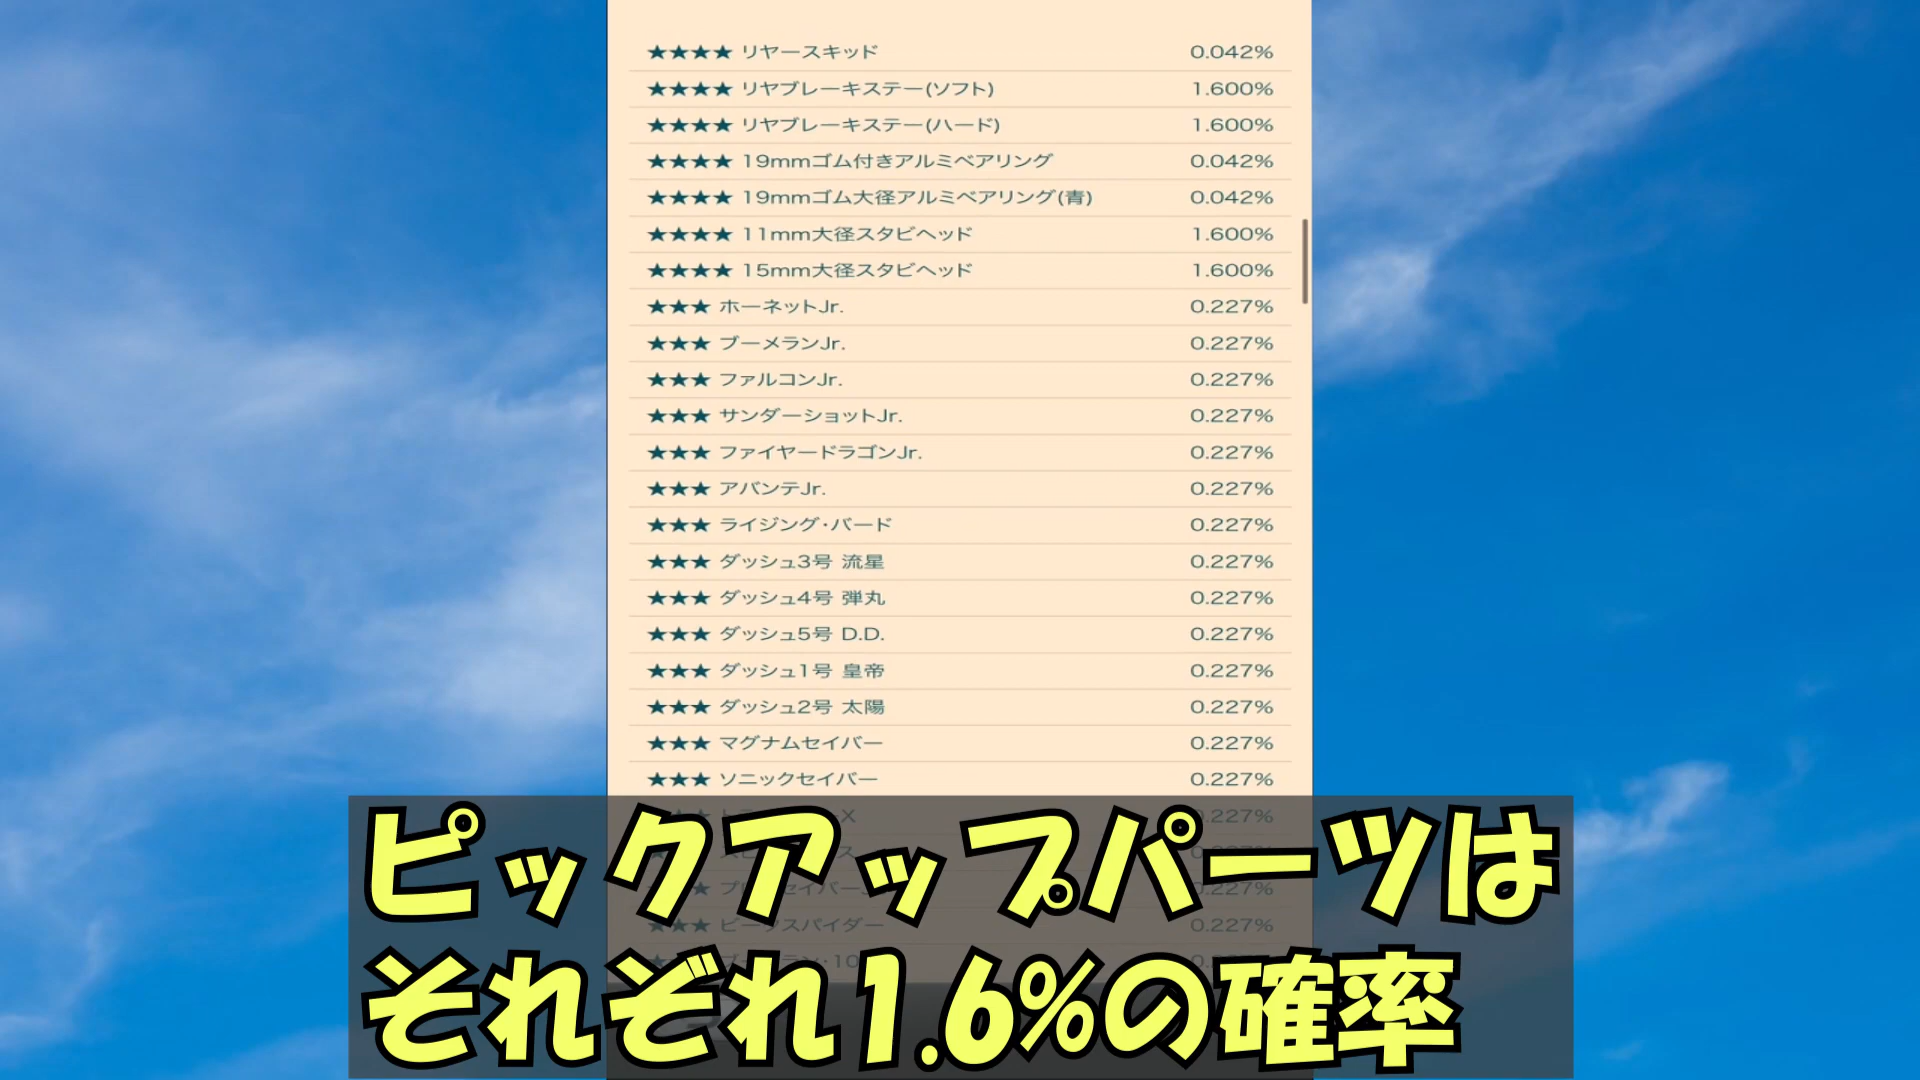 ★★★★ リヤースキッド 0.042%
★★★★ リヤブレーキステー(ソフト) 1.600%
★★★★ リヤブレーキステー(ハード) 1.600%
★★★★ 19mmゴム付きアルミベアリング 0.042%
★★★★ 19mmゴム大径アルミベアリング(青) 0.042%
★★★★ 11mm大径スタビヘッド 1.600%
★★★★ 15mm大径スタビヘッド 1.600%
★★★ ホーネットJr. 0.227%
★★★ ブーメランJr. 0.227%
★★★ ファルコンJr. 0.227%
★★★ サンダーショットJr. 0.227%
★★★ ファイヤードラゴンJr. 0.227%
★★★ アバンテJr. 0.227%
★★★ ライジング・バード 0.227%
★★★ ダッシュ3号 流星 0.227%
★★★ ダッシュ4号 弾丸 0.227%
★★★ ダッシュ5号 D.D. 0.227%
★★★ ダッシュ1号 皇帝 0.227%
★★★ ダッシュ2号 太陽 0.227%
★★★ マグナムセイバー 0.227%
★★★ ソニックセイバー 0.227%
ピックアップパーツは
それぞれ1.6%の確率